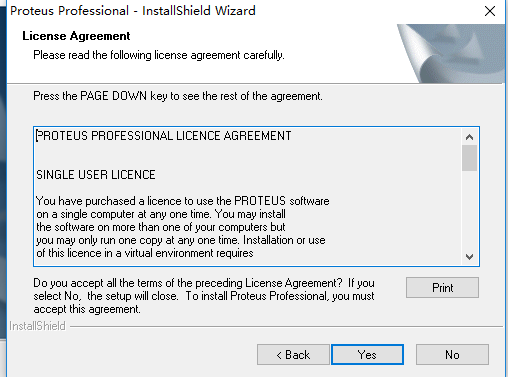 Proteus Professional - InstallShield Wizard
License Agreement
Please read the following license agreement carefully.
Press the PAGE DOWN key to see the rest of the agreement.
PROTEUS PROFESSIONAL LICENCE AGREEMENT
SINGLE USER LICENCE
You have purchased a licence to use the PROTEUS software
on a single computer at any one time. You may install
the software on more than one of your computers but
you may only run one copy at any one time. Installation or use
of this licence in a virtual environment requires
Do you accept all the terms of the preceding License Agreement? If you
select No, the setup will close. To install Proteus Professional, you must
accept this agreement.
Print
InstallShield
< Back
Yes
No